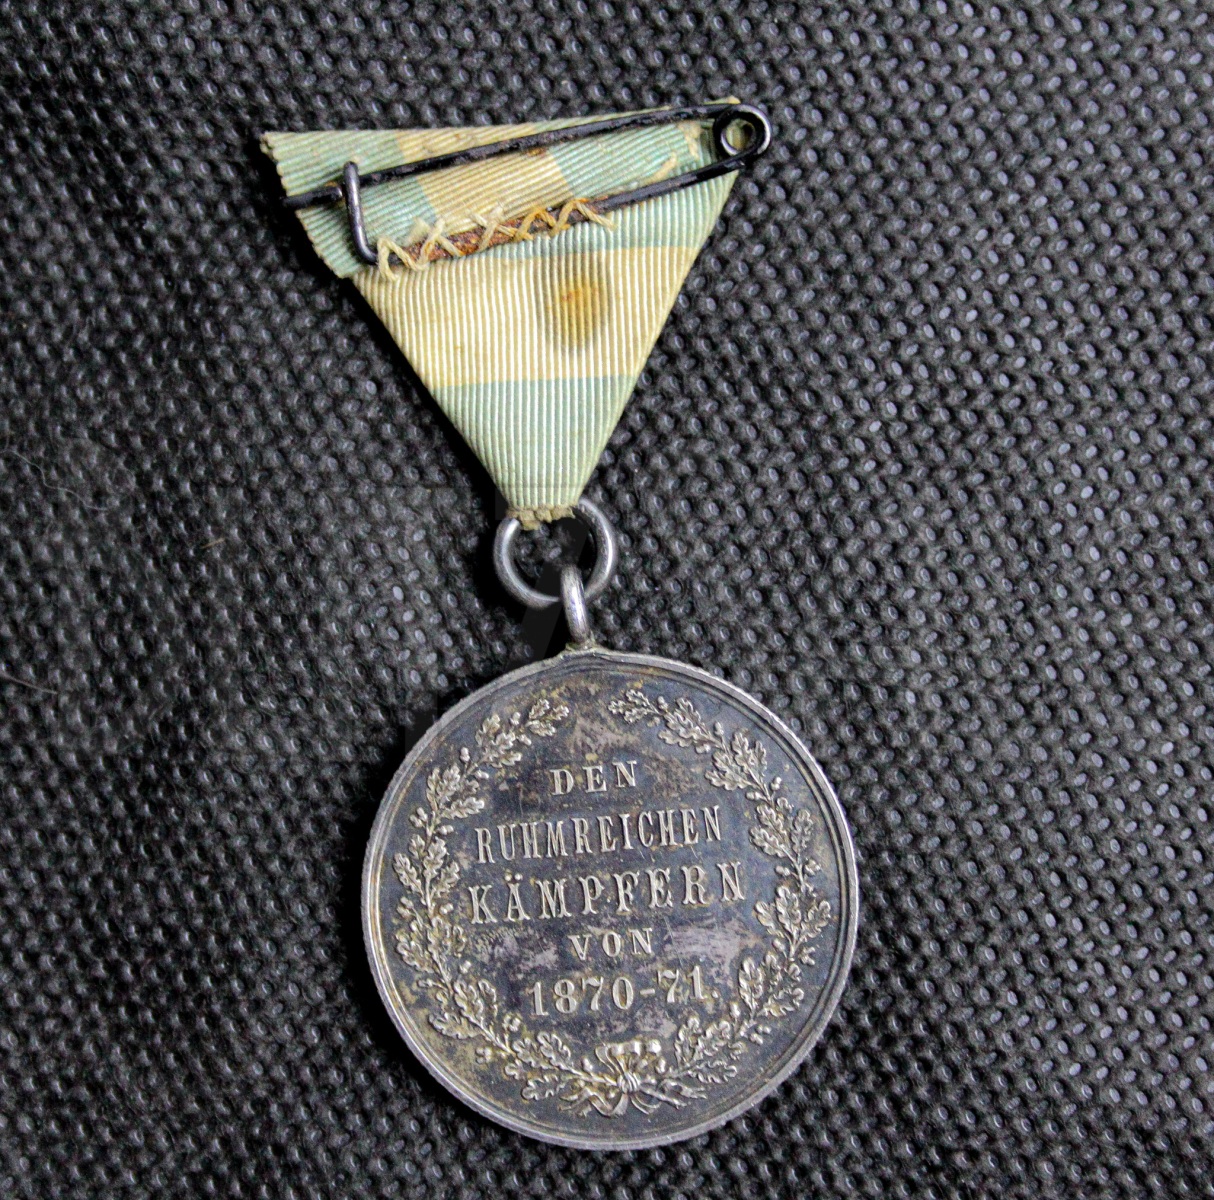 DEN
RUHMREICHEN
KÄMPFERN
VON
1870-71.